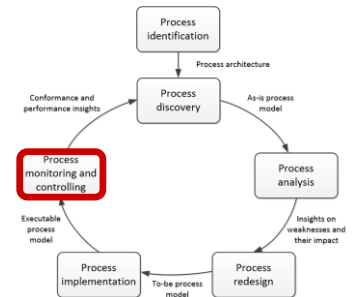 Process
identification
Process architecture
Conformance and
performance insights
Process
discovery
As-is process
model
Process
monitoring and
controlling
Process
analysis
Executable
process
model
Insights on
weaknesses and
their impact
Process
implementation
To-be process
model
Process
redesign